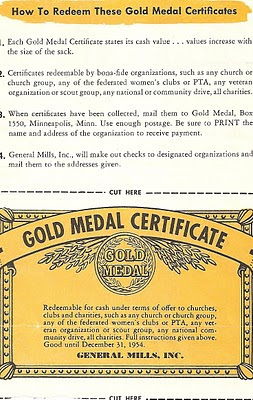 How To Redeem These Gold Medal Certificates
1. Each Gold Medal Certificate states its cash value . . . values increase with
the size of the sack.
2. Certificates redeemable by bona-fide organizations, such as any church or
church group, any of the federated women's clubs or PTA, any veteran
organization or scout group, any national or community drive, all charities.
3. When certificates have been collected, mail them to Gold Medal, Box
1550, Minneapolis, Minn. Use enough postage. Be sure to PRINT the
name and address of the organization to receive payment.
4. General Mills, Inc., will make out checks to designated organizations and
mail them to the addresses given.
CUT HERE
GOLD MEDAL CERTIFICATE
GOLD
MEDAL
Redeemable for cash under terms of offer to churches,
clubs and charities, such as any church or church group,
any of the federated women's clubs or PTA, any vet-
eran organization or scout group, any national com-
munity drive, all charities. Full instructions given above.
Good until December 31, 1954.
GENERAL MILLS, INC.
CUT HERE